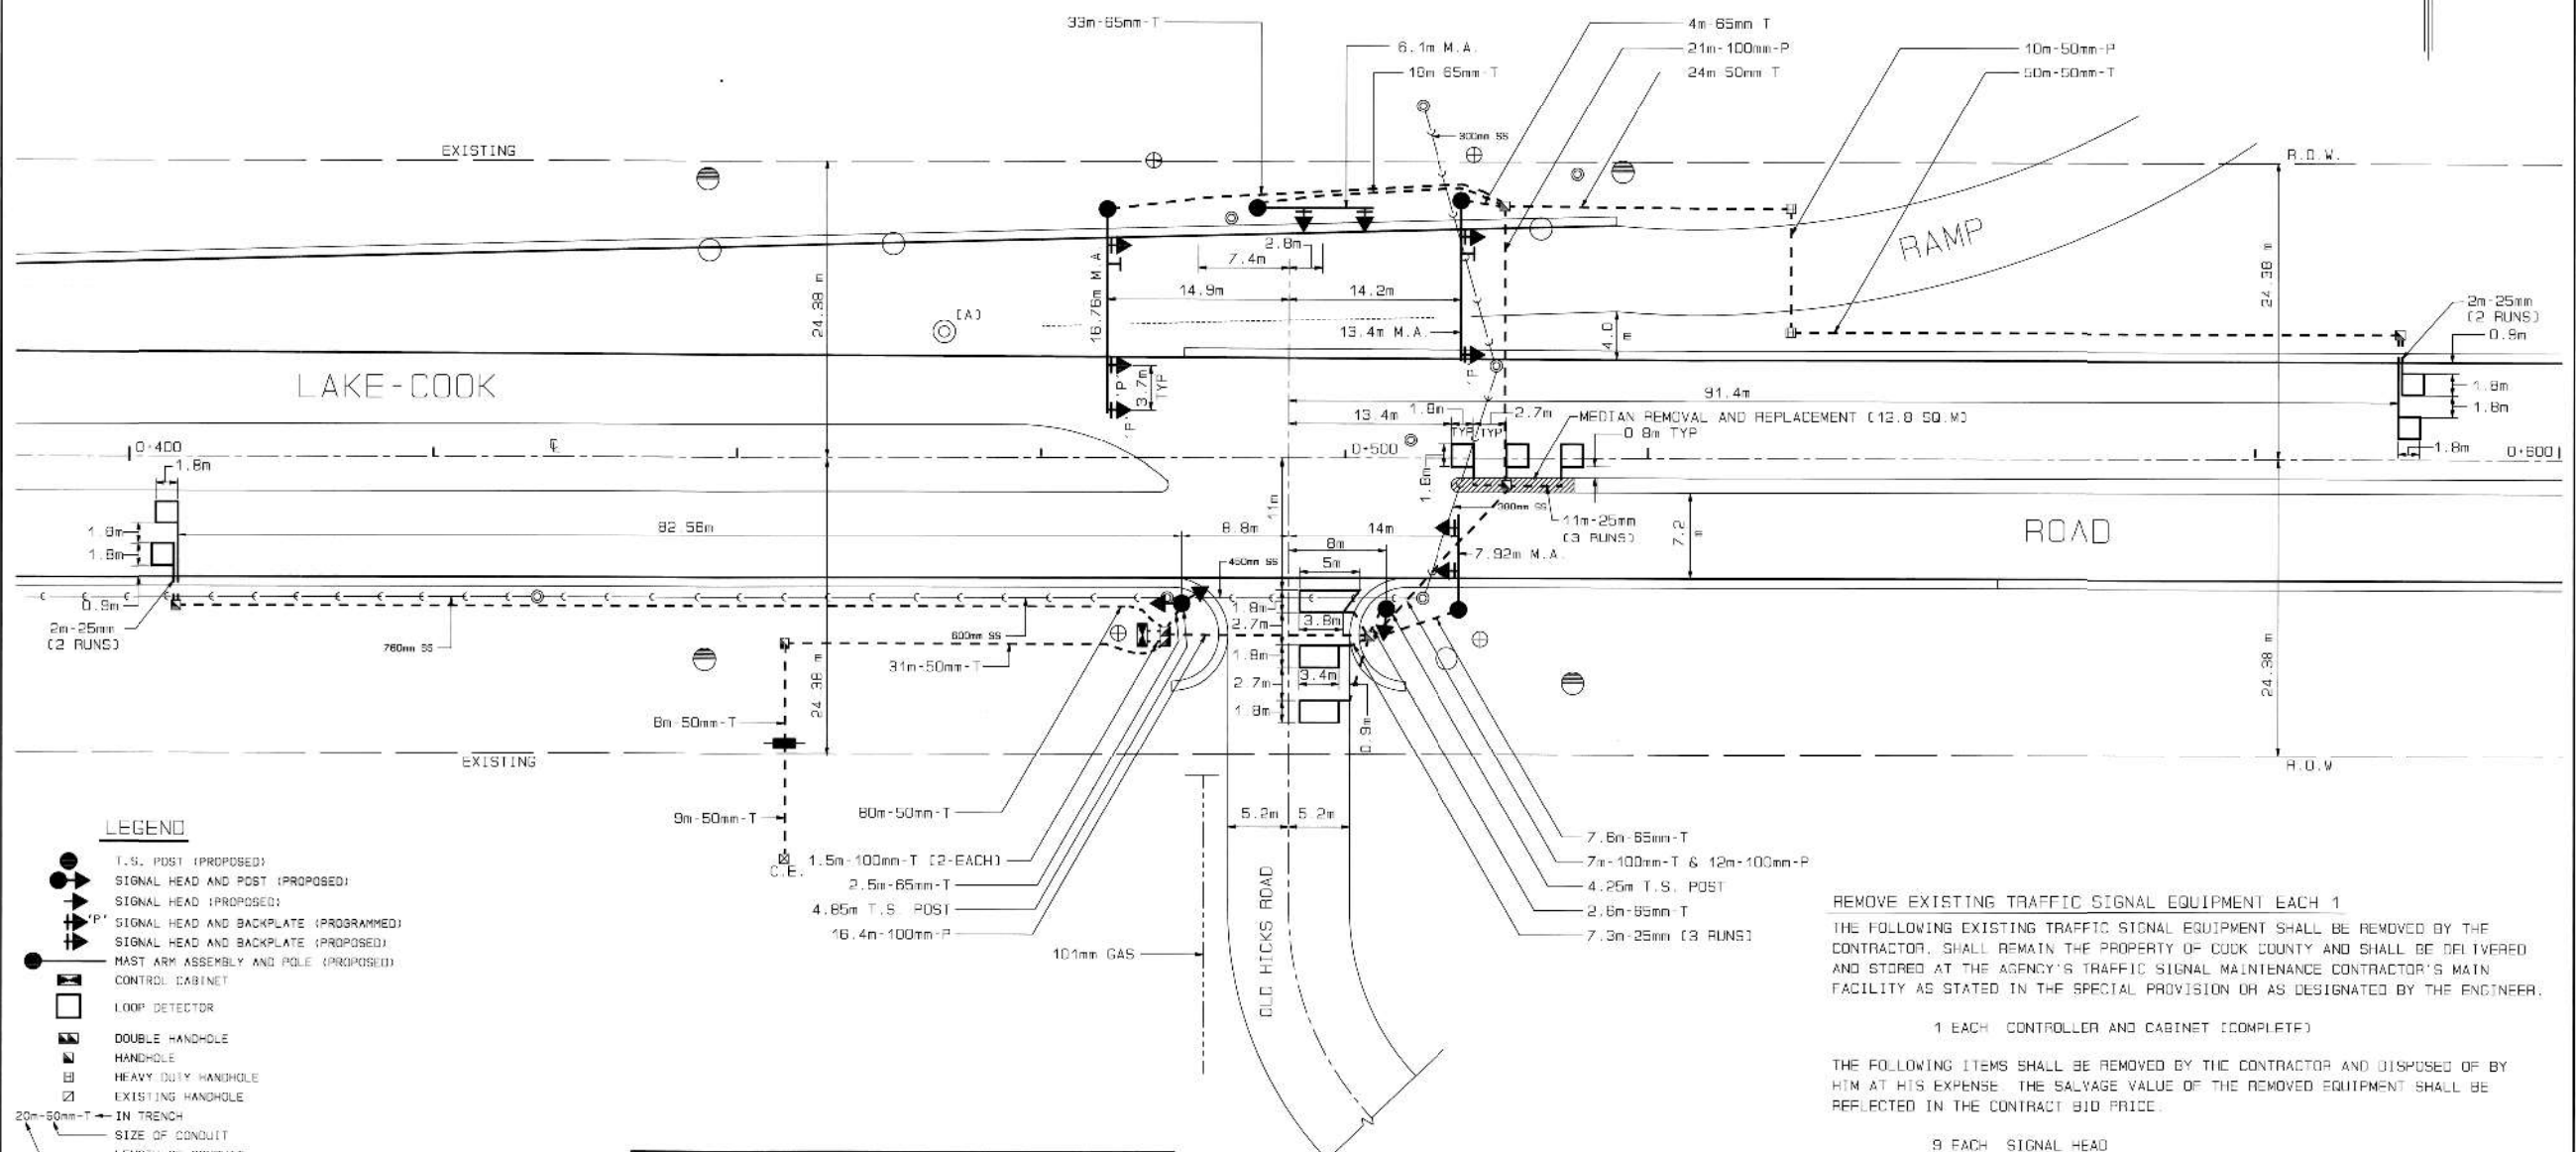 33m-65mm-T
6.1m M.A.
18m 65mm-T
4m-65mm T
21m-100mm-P
24m 50mm T
10m-50mm-P
50m-50mm-T
300mm SS
EXISTING
R.O.W.
RAMP
2.8m
7.4m
14.9m
14.2m
16.76m M.A
13.4m M.A.
4.0 m
24.38 m
24.38 m
(A)
2m-25mm
(2 RUNS)
0.9m
1.8m
1.8m
1.8m
LAKE-COOK
'P'
'P'
'P'
3.7m
TYP
91.4m
13.4m
1.8m
2.7m
TYP/TYP
MEDIAN REMOVAL AND REPLACEMENT (12.8 SQ.M)
0.8m TYP
0+400
℄
0+500
0+600
1.8m
1.8m
1.8m
1.8m
0.9m
2m-25mm
(2 RUNS)
82.56m
8.8m
11m
14m
8m
5m
450mm SS
380mm SS
11m-25mm
(3 RUNS)
7.92m M.A.
7.2 m
ROAD
1.8m
2.7m
3.8m
1.8m
3.4m
2.7m
1.8m
0.9m
760mm SS
600mm SS
31m-50mm-T
24.38 m
24.38 m
8m-50mm-T
EXISTING
R.O.W
9m-50mm-T
C.E.
80m-50mm-T
1.5m-100mm-T (2-EACH)
2.5m-65mm-T
4.85m T.S. POST
16.4m-100mm-P
5.2m
5.2m
101mm GAS
OLD HICKS ROAD
7.6m-65mm-T
7m-100mm-T & 12m-100mm-P
4.25m T.S. POST
2.6m-65mm-T
7.3m-25mm (3 RUNS)
LEGEND
T.S. POST (PROPOSED)
SIGNAL HEAD AND POST (PROPOSED)
SIGNAL HEAD (PROPOSED)
'P' SIGNAL HEAD AND BACKPLATE (PROGRAMMED)
SIGNAL HEAD AND BACKPLATE (PROPOSED)
MAST ARM ASSEMBLY AND POLE (PROPOSED)
CONTROL CABINET
LOOP DETECTOR
DOUBLE HANDHOLE
HANDHOLE
HEAVY DUTY HANDHOLE
EXISTING HANDHOLE
20m-50mm-T IN TRENCH
SIZE OF CONDUIT
REMOVE EXISTING TRAFFIC SIGNAL EQUIPMENT EACH 1
THE FOLLOWING EXISTING TRAFFIC SIGNAL EQUIPMENT SHALL BE REMOVED BY THE
CONTRACTOR, SHALL REMAIN THE PROPERTY OF COOK COUNTY AND SHALL BE DELIVERED
AND STORED AT THE AGENCY'S TRAFFIC SIGNAL MAINTENANCE CONTRACTOR'S MAIN
FACILITY AS STATED IN THE SPECIAL PROVISION OR AS DESIGNATED BY THE ENGINEER.
1 EACH CONTROLLER AND CABINET (COMPLETE)
THE FOLLOWING ITEMS SHALL BE REMOVED BY THE CONTRACTOR AND DISPOSED OF BY
HIM AT HIS EXPENSE. THE SALVAGE VALUE OF THE REMOVED EQUIPMENT SHALL BE
REFLECTED IN THE CONTRACT BID PRICE.
9 EACH SIGNAL HEAD